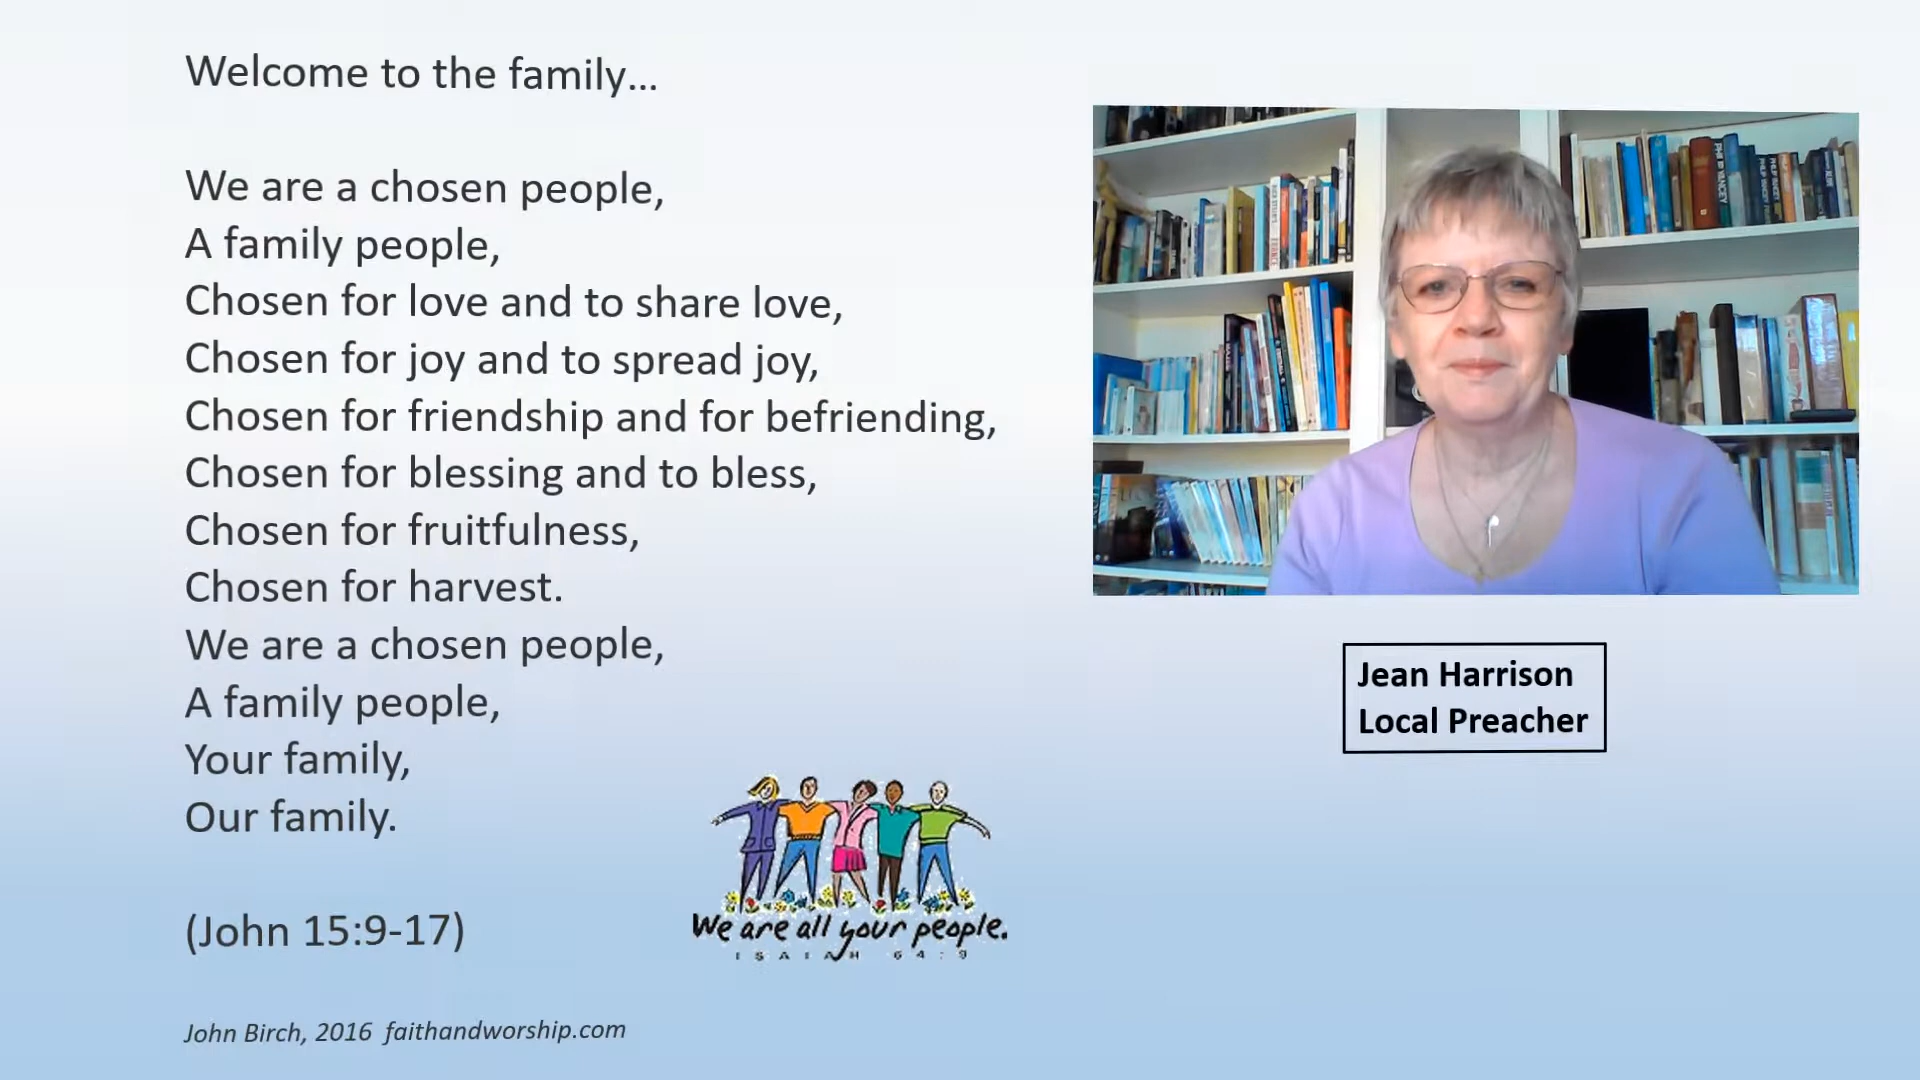 Welcome to the family...
We are a chosen people,
A family people,
Chosen for love and to share love,
Chosen for joy and to spread joy,
Chosen for friendship and for befriending,
Chosen for blessing and to bless,
Chosen for fruitfulness,
Chosen for harvest.
We are a chosen people,
A family people,
Your family,
Our family.
(John 15:9-17)
John Birch, 2016 faithandworship.com
We are all your people.
ISAIAH 64:9
PHILIP YANCEY
Jean Harrison
Local Preacher